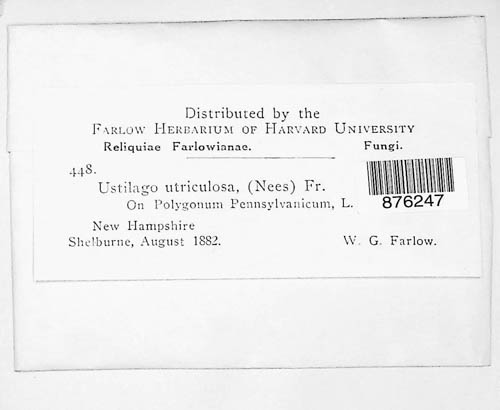 Distributed by the
FARLOW HERBARIUM OF HARVARD UNIVERSITY
Reliquiae Farlowianae. Fungi.
448.
Ustilago utriculosa, (Nees) Fr.
On Polygonum Pennsylvanicum, L.
876247
New Hampshire
Shelburne, August 1882. W. G. Farlow.